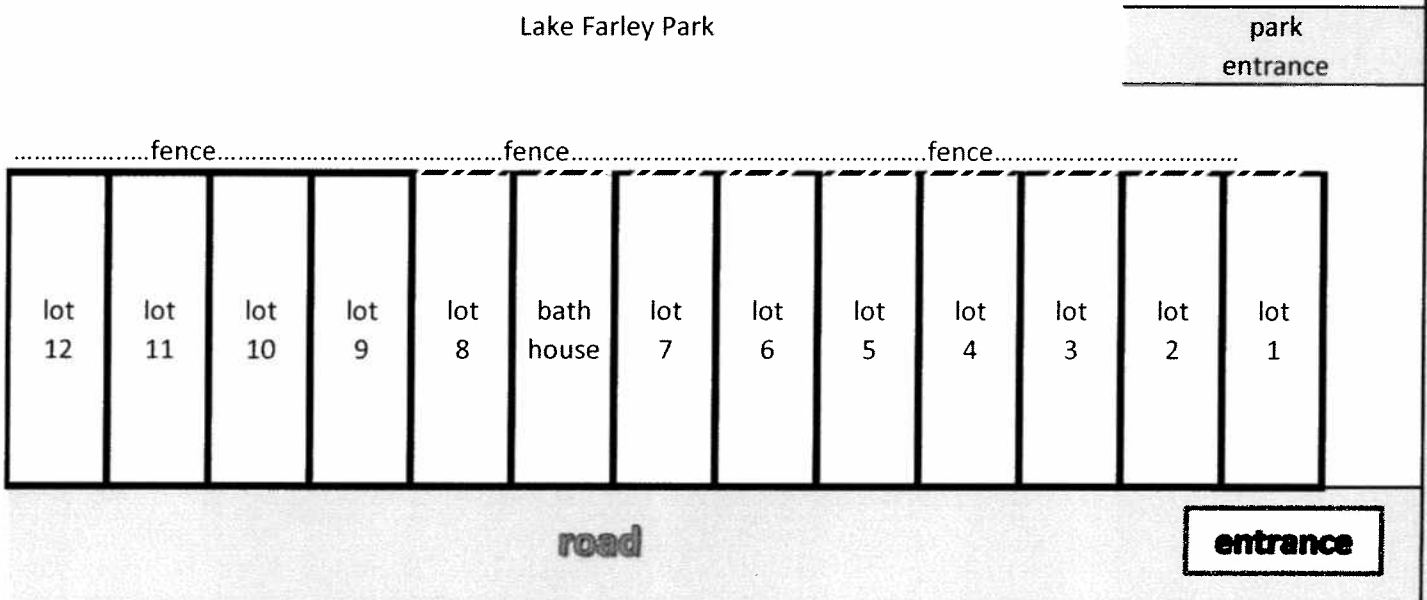 Lake Farley Park
park
entrance
....................fence...........................................fence.....................................................fence.....................................
lot
12
lot
11
lot
10
lot
9
lot
8
bath
house
lot
7
lot
6
lot
5
lot
4
lot
3
lot
2
lot
1
road
entrance